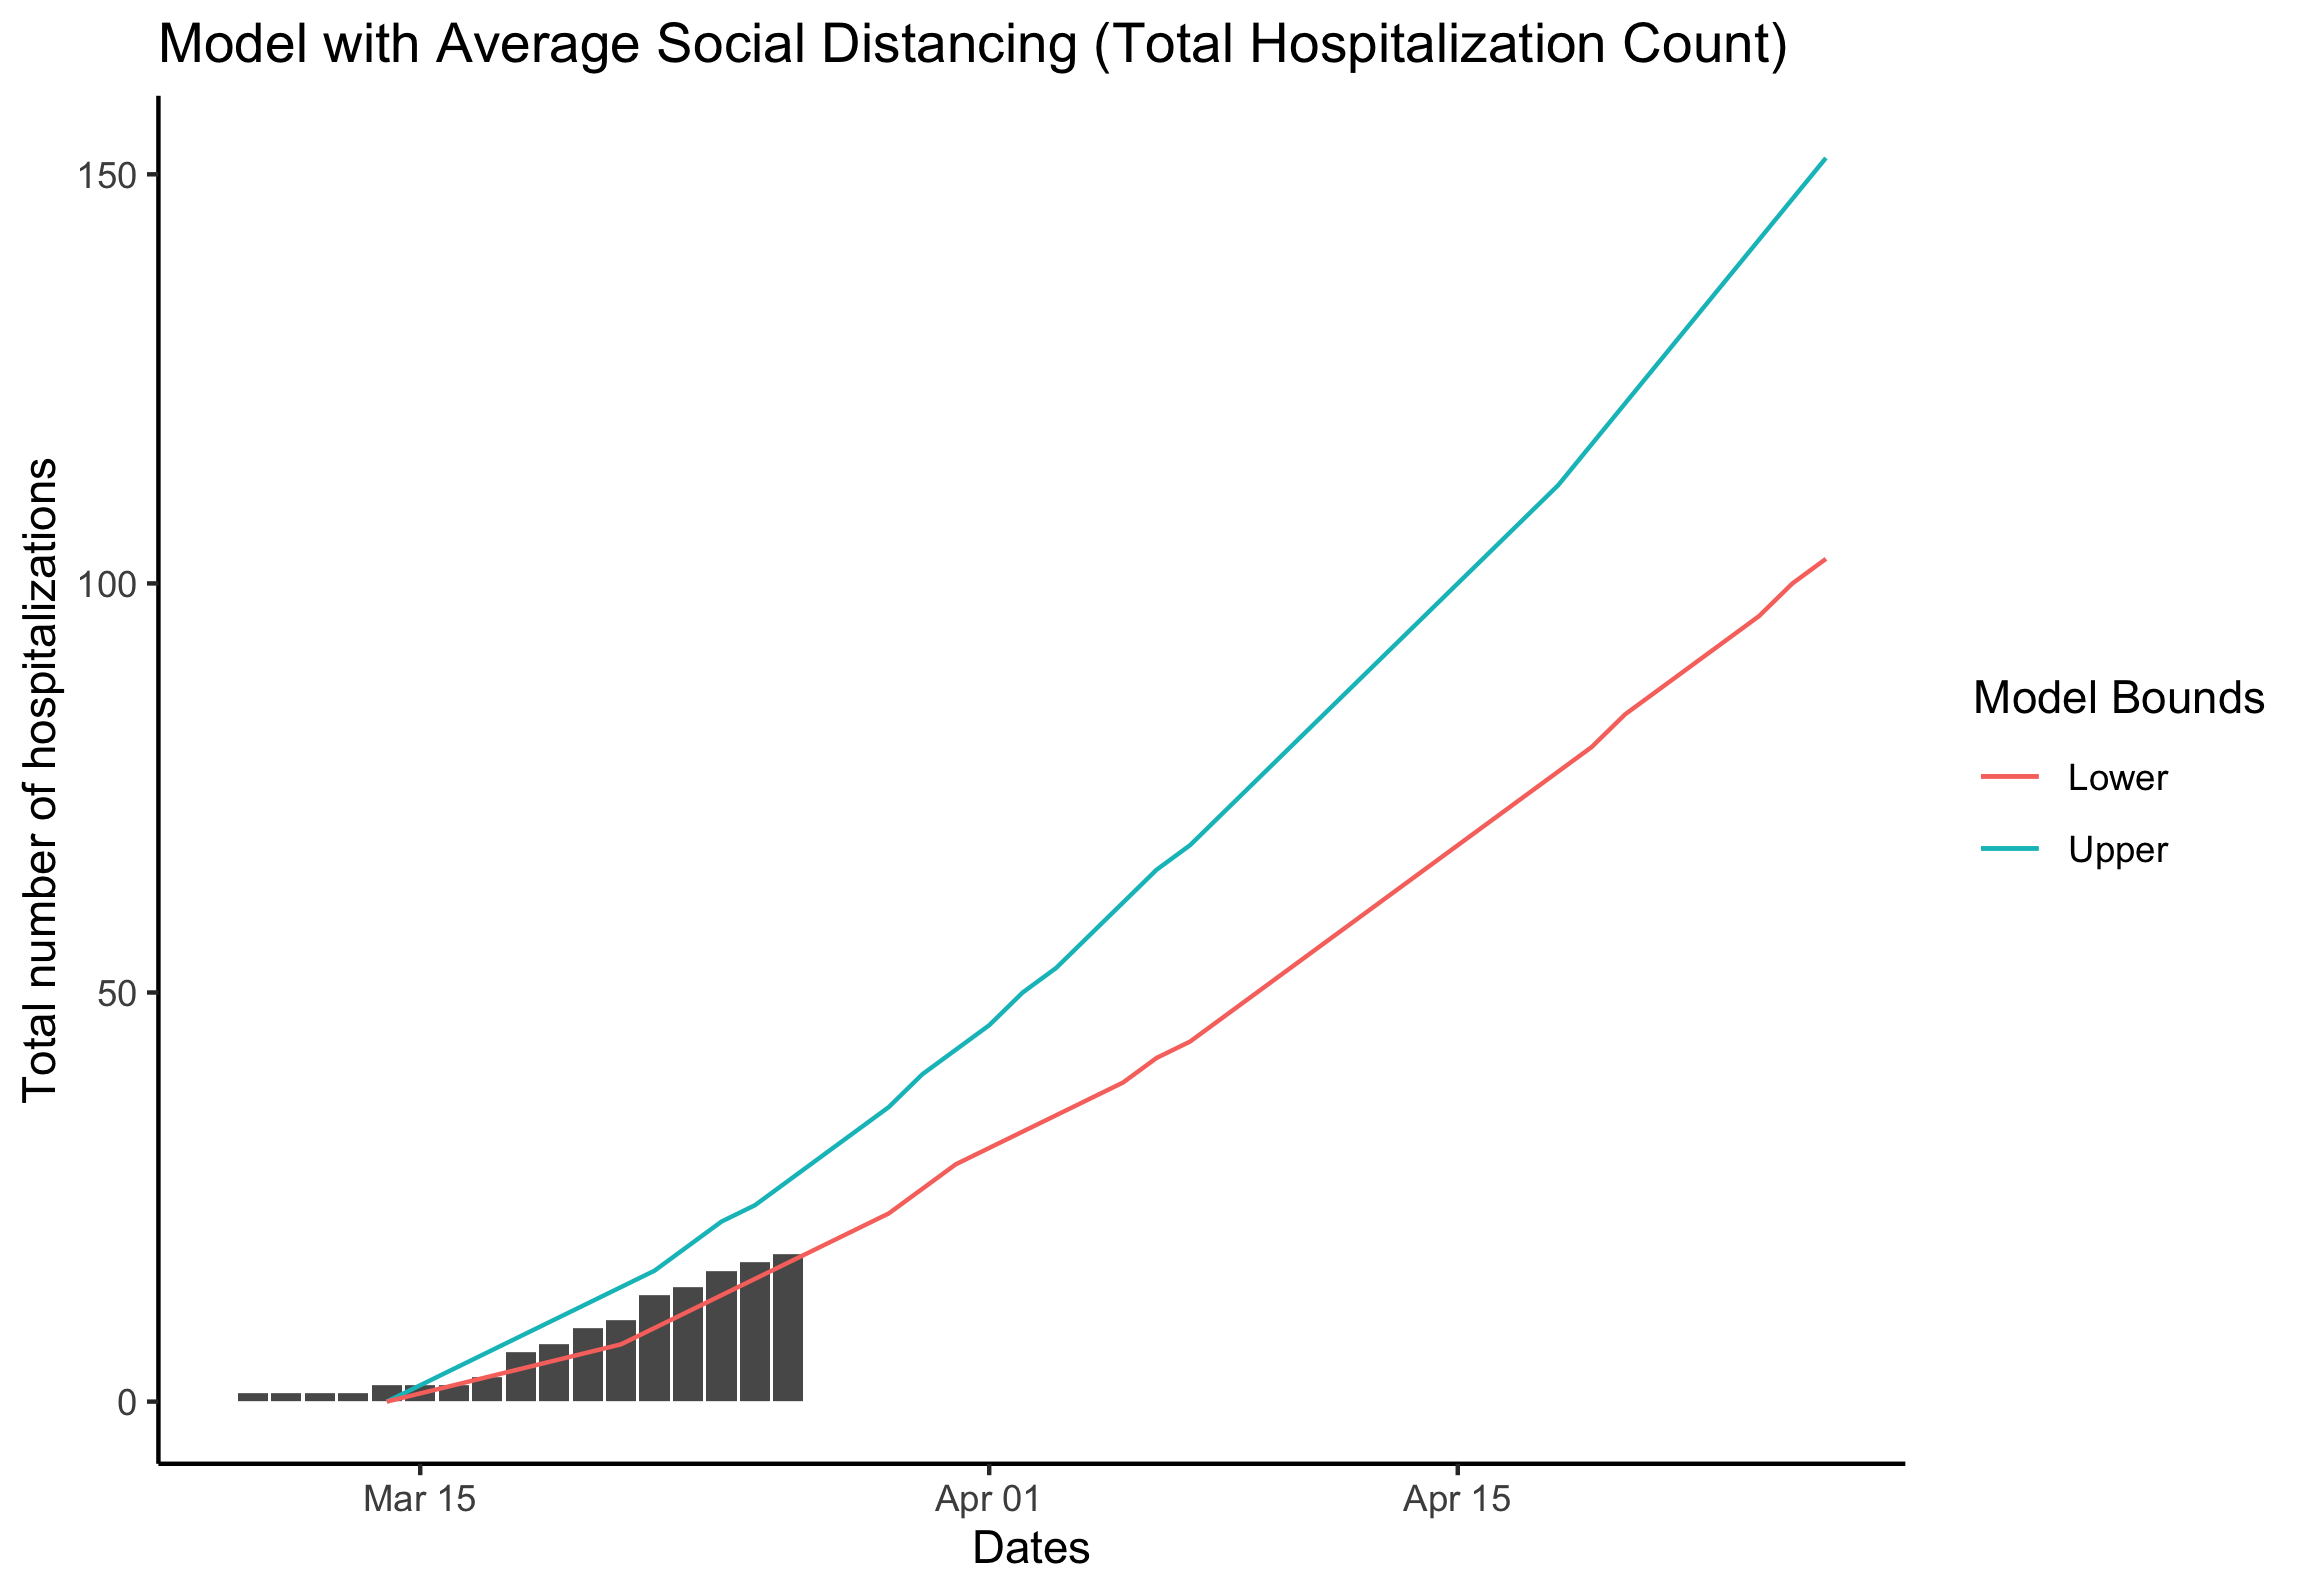 Model with Average Social Distancing (Total Hospitalization Count)
Total number of hospitalizations
150
100
50
0
Mar 15
Apr 01
Apr 15
Dates
Model Bounds
Lower
Upper